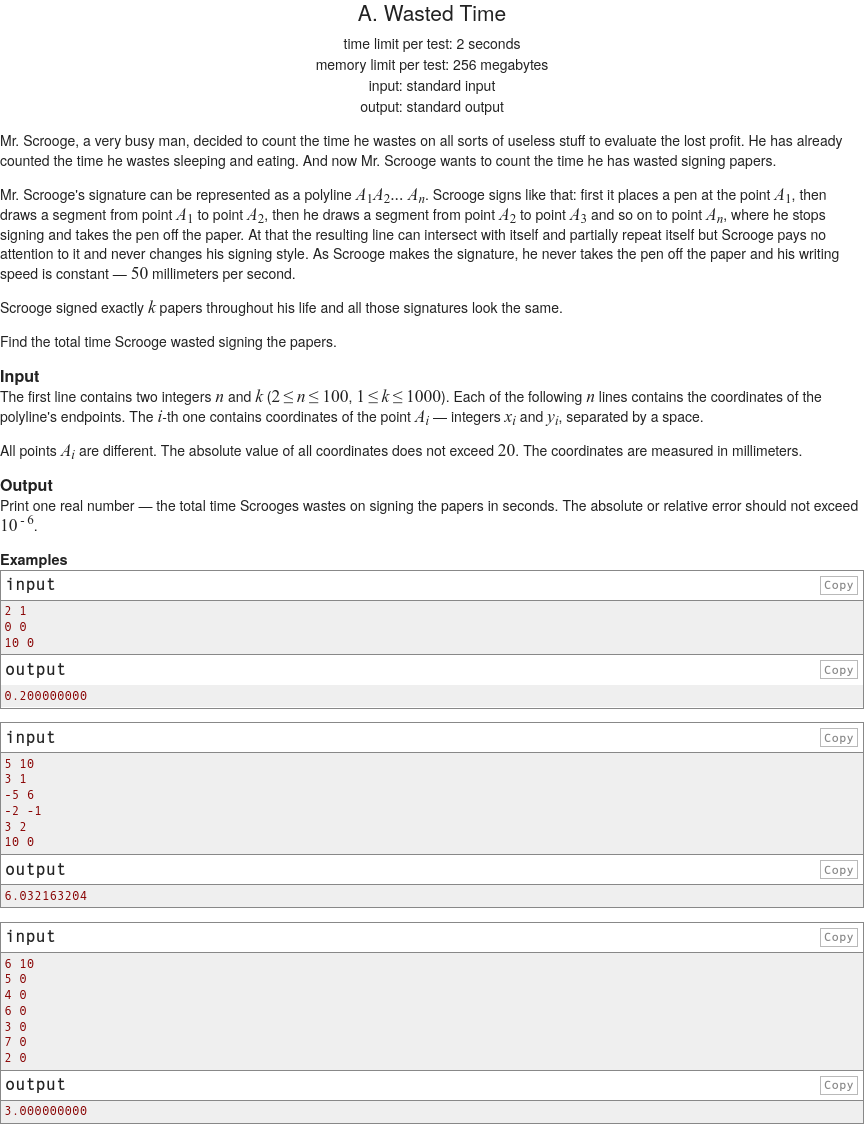 A. Wasted Time
time limit per test: 2 seconds
memory limit per test: 256 megabytes
input: standard input
output: standard output
Mr. Scrooge, a very busy man, decided to count the time he wastes on all sorts of useless stuff to evaluate the lost profit. He has already
counted the time he wastes sleeping and eating. And now Mr. Scrooge wants to count the time he has wasted signing papers.
Mr. Scrooge's signature can be represented as a polyline A₁A₂... Aₙ. Scrooge signs like that: first it places a pen at the point A₁, then
draws a segment from point A₁ to point A₂, then he draws a segment from point A₂ to point A₃ and so on to point Aₙ, where he stops
signing and takes the pen off the paper. At that the resulting line can intersect with itself and partially repeat itself but Scrooge pays no
attention to it and never changes his signing style. As Scrooge makes the signature, he never takes the pen off the paper and his writing
speed is constant — 50 millimeters per second.
Scrooge signed exactly k papers throughout his life and all those signatures look the same.
Find the total time Scrooge wasted signing the papers.
Input
The first line contains two integers n and k (2 ≤ n ≤ 100, 1 ≤ k ≤ 1000). Each of the following n lines contains the coordinates of the
polyline's endpoints. The i-th one contains coordinates of the point Aᵢ — integers xᵢ and yᵢ, separated by a space.
All points Aᵢ are different. The absolute value of all coordinates does not exceed 20. The coordinates are measured in millimeters.
Output
Print one real number — the total time Scrooges wastes on signing the papers in seconds. The absolute or relative error should not exceed
10⁻⁶.
Examples
input Copy
2 1
0 0
10 0
output Copy
0.200000000
input Copy
5 10
3 1
-5 6
-2 -1
3 2
10 0
output Copy
6.032163204
input Copy
6 10
5 0
4 0
6 0
3 0
7 0
2 0
output Copy
3.000000000